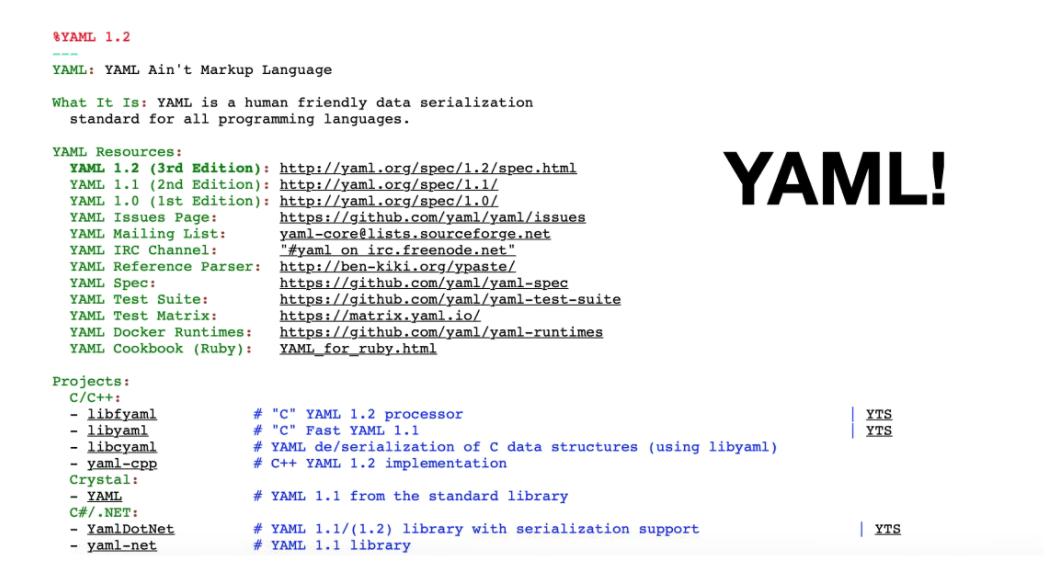 %YAML 1.2
---
YAML: YAML Ain't Markup Language
What It Is: YAML is a human friendly data serialization
standard for all programming languages.
YAML Resources:
YAML 1.2 (3rd Edition): http://yaml.org/spec/1.2/spec.html
YAML 1.1 (2nd Edition): http://yaml.org/spec/1.1/
YAML 1.0 (1st Edition): http://yaml.org/spec/1.0/
YAML Issues Page: https://github.com/yaml/yaml/issues
YAML Mailing List: yaml-core@lists.sourceforge.net
YAML IRC Channel: "#yaml on irc.freenode.net"
YAML Reference Parser: http://ben-kiki.org/ypaste/
YAML Spec: https://github.com/yaml/yaml-spec
YAML Test Suite: https://github.com/yaml/yaml-test-suite
YAML Test Matrix: https://matrix.yaml.io/
YAML Docker Runtimes: https://github.com/yaml/yaml-runtimes
YAML Cookbook (Ruby): YAML_for_ruby.html
YAML!
Projects:
C/C++:
- libfyaml # "C" YAML 1.2 processor | YTS
- libyaml # "C" Fast YAML 1.1 | YTS
- libcyaml # YAML de/serialization of C data structures (using libyaml)
- yaml-cpp # C++ YAML 1.2 implementation
Crystal:
- YAML # YAML 1.1 from the standard library
C#/.NET:
- YamlDotNet # YAML 1.1/(1.2) library with serialization support | YTS
- yaml-net # YAML 1.1 library